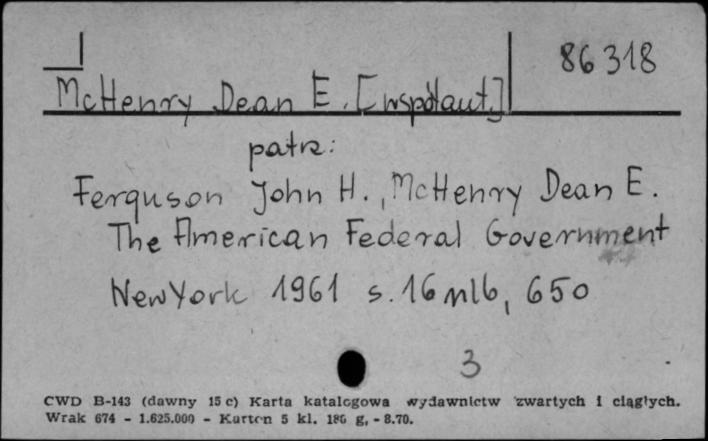 86318
McHenry Dean E. [współaut.]
patrz:
Ferguson John H., McHenry Dean E.
The American Federal Government
New York 1961 s. 16 nlb, 650
3
CWD B-143 (dawny 15 c) Karta katalogowa wydawnictw zwartych i ciągłych.
Wrak 674 - 1.625.000 - Karton 5 kl. 180 g. - 8.70.